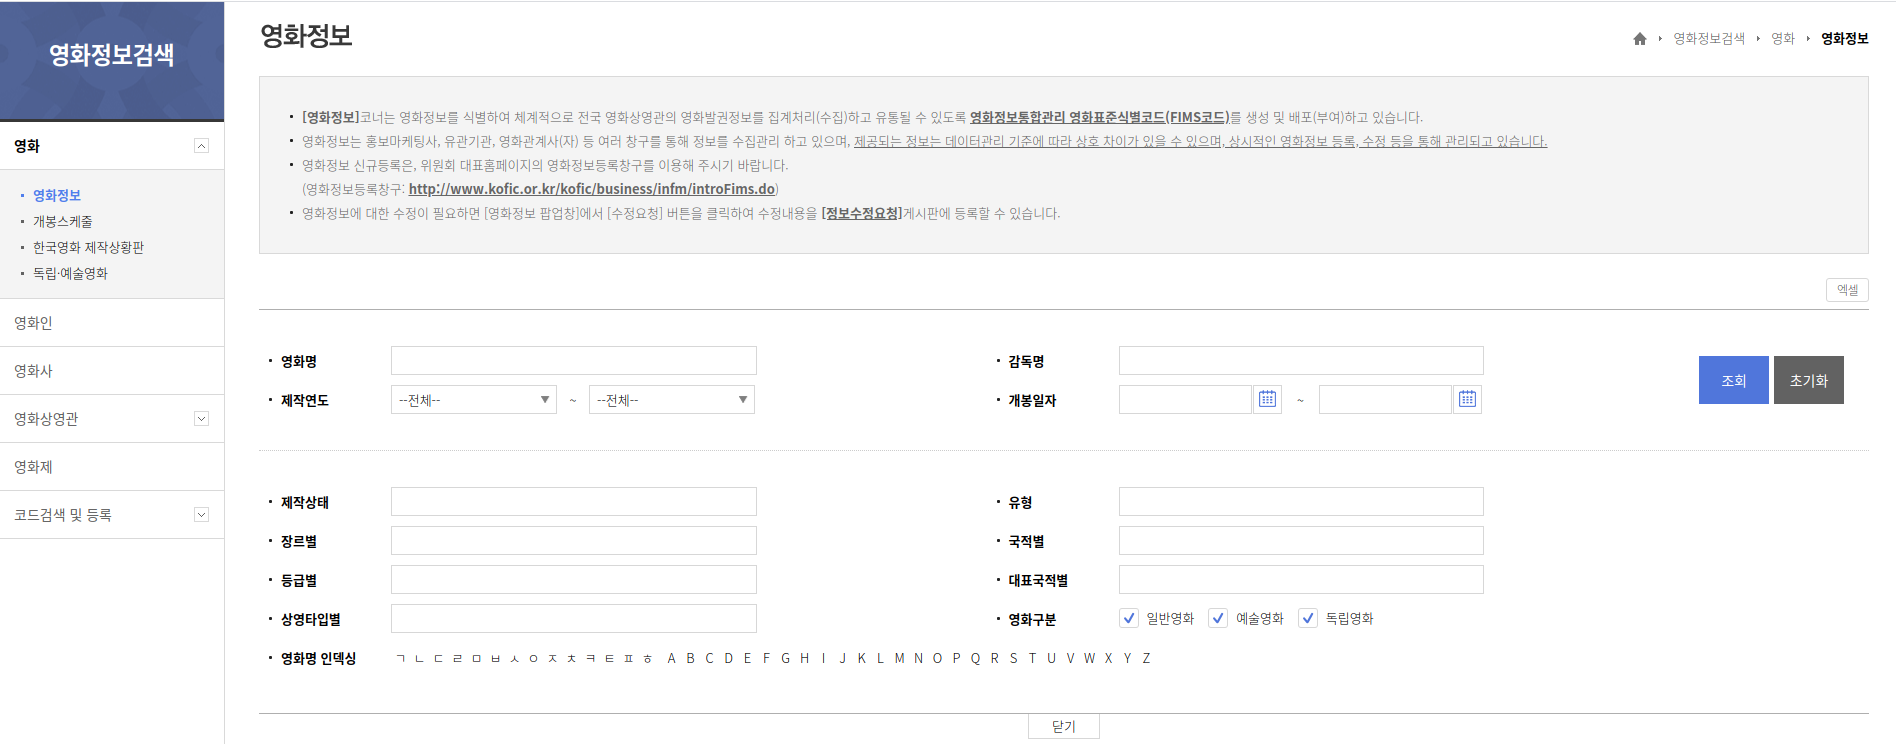 영화정보검색
영화
영화정보
개봉스케줄
한국영화 제작상황판
독립·예술영화
영화인
영화사
영화상영관
영화제
코드검색 및 등록
영화정보
영화정보검색 영화 영화정보
[영화정보]코너는 영화정보를 식별하여 체계적으로 전국 영화상영관의 영화발권정보를 집계처리(수집)하고 유통될 수 있도록 영화정보통합관리 영화표준식별코드(FIMS코드)를 생성 및 배포(부여)하고 있습니다.
영화정보는 홍보마케팅사, 유관기관, 영화관계사(자) 등 여러 창구를 통해 정보를 수집관리 하고 있으며, 제공되는 정보는 데이터관리 기준에 따라 상호 차이가 있을 수 있으며, 상시적인 영화정보 등록, 수정 등을 통해 관리되고 있습니다.
영화정보 신규등록은, 위원회 대표홈페이지의 영화정보등록창구를 이용해 주시기 바랍니다.
(영화정보등록창구: http://www.kofic.or.kr/kofic/business/infm/introFims.do)
영화정보에 대한 수정이 필요하면 [영화정보 팝업창]에서 [수정요청] 버튼을 클릭하여 수정내용을 [정보수정요청]게시판에 등록할 수 있습니다.
엑셀
영화명 감독명
조회 초기화
제작연도 --전체-- ~ --전체-- 개봉일자 ~
제작상태 유형
장르별 국적별
등급별 대표국적별
상영타입별 영화구분 일반영화 예술영화 독립영화
영화명 인덱싱 ㄱ ㄴ ㄷ ㄹ ㅁ ㅂ ㅅ ㅇ ㅈ ㅊ ㅋ ㅌ ㅍ ㅎ A B C D E F G H I J K L M N O P Q R S T U V W X Y Z
닫기